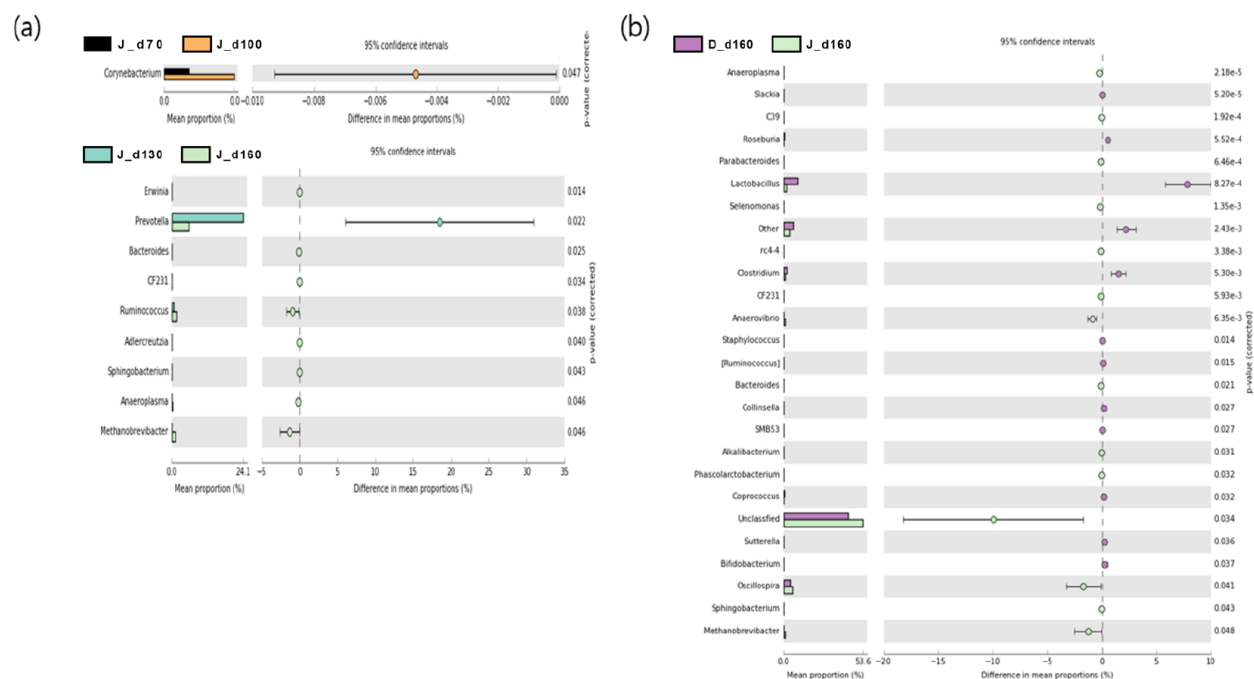 (a)
J_d70 J_d100
95% confidence intervals
Corynebacterium
0.047
0.0 0.0 -0.010 -0.008 -0.006 -0.004 -0.002 0.000
Mean proportion (%) Difference in mean proportions (%)
p-value (correcte
J_d130 J_d160
95% confidence intervals
Erwinia 0.014
Prevotella 0.022
Bacteroides 0.025
CF231 0.034
Ruminococcus 0.038
Adlercreutzia 0.040
Sphingobacterium 0.043
Anaeroplasma 0.046
Methanobrevibacter 0.046
0.0 24.1 -5 0 5 10 15 20 25 30 35
Mean proportion (%) Difference in mean proportions (%)
p-value (corrected)
(b)
D_d160 J_d160
95% confidence intervals
Anaeroplasma 2.18e-5
Slackia 5.20e-5
C39 1.92e-4
Roseburia 5.52e-4
Parabacteroides 6.46e-4
Lactobacillus 8.27e-4
Selenomonas 1.35e-3
Other 2.43e-3
rc4-4 3.38e-3
Clostridium 5.30e-3
CF231 5.93e-3
Anaerovibrio 6.35e-3
Staphylococcus 0.014
[Ruminococcus] 0.015
Bacteroides 0.021
Collinsella 0.027
SMB53 0.027
Alkalibacterium 0.031
Phascolarctobacterium 0.032
Coprococcus 0.032
Unclassfied 0.034
Sutterella 0.036
Bifidobacterium 0.037
Oscillospira 0.041
Sphingobacterium 0.043
Methanobrevibacter 0.048
0.0 53.6 -20 -15 -10 -5 0 5 10
Mean proportion (%) Difference in mean proportions (%)
p-value (corrected)